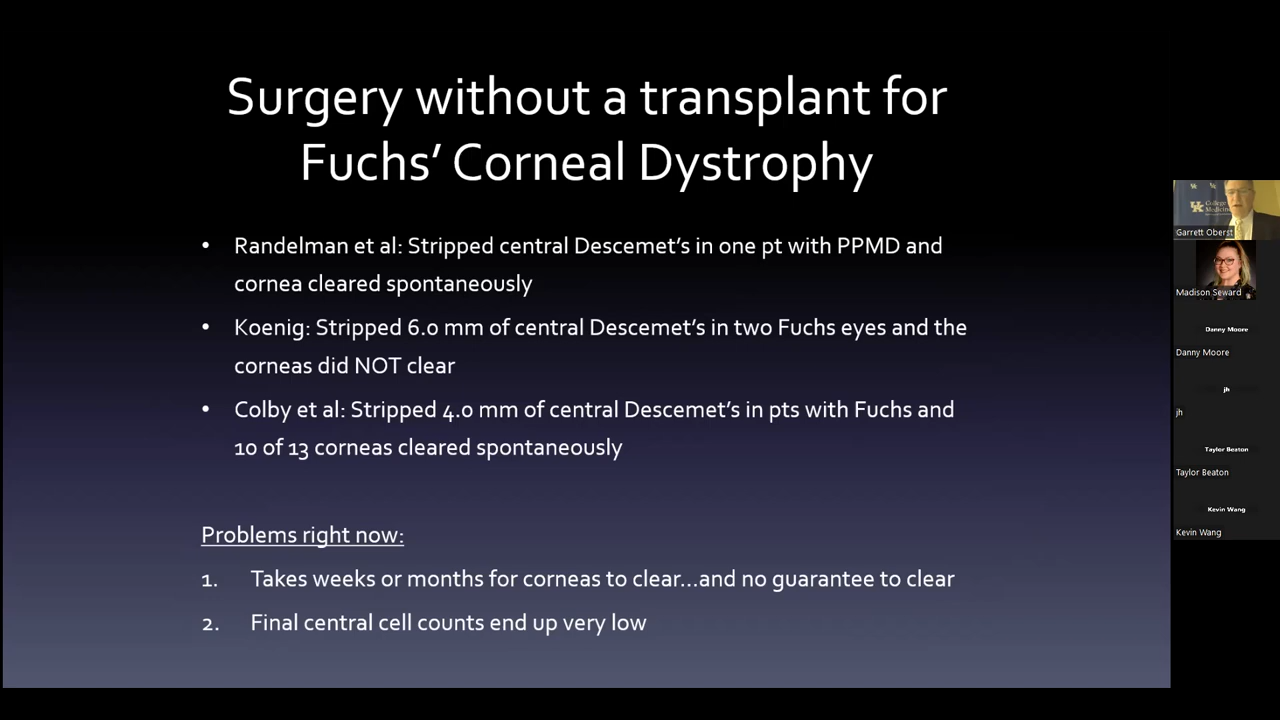 Surgery without a transplant for
Fuchs’ Corneal Dystrophy
• Randelman et al: Stripped central Descemet’s in one pt with PPMD and
cornea cleared spontaneously
• Koenig: Stripped 6.0 mm of central Descemet’s in two Fuchs eyes and the
corneas did NOT clear
• Colby et al: Stripped 4.0 mm of central Descemet’s in pts with Fuchs and
10 of 13 corneas cleared spontaneously
Problems right now:
1. Takes weeks or months for corneas to clear...and no guarantee to clear
2. Final central cell counts end up very low
UK
College
Medicine
Garrett Oberst
Madison Seward
Danny Moore
Danny Moore
jh
jh
Taylor Beaton
Taylor Beaton
Kevin Wang
Kevin Wang